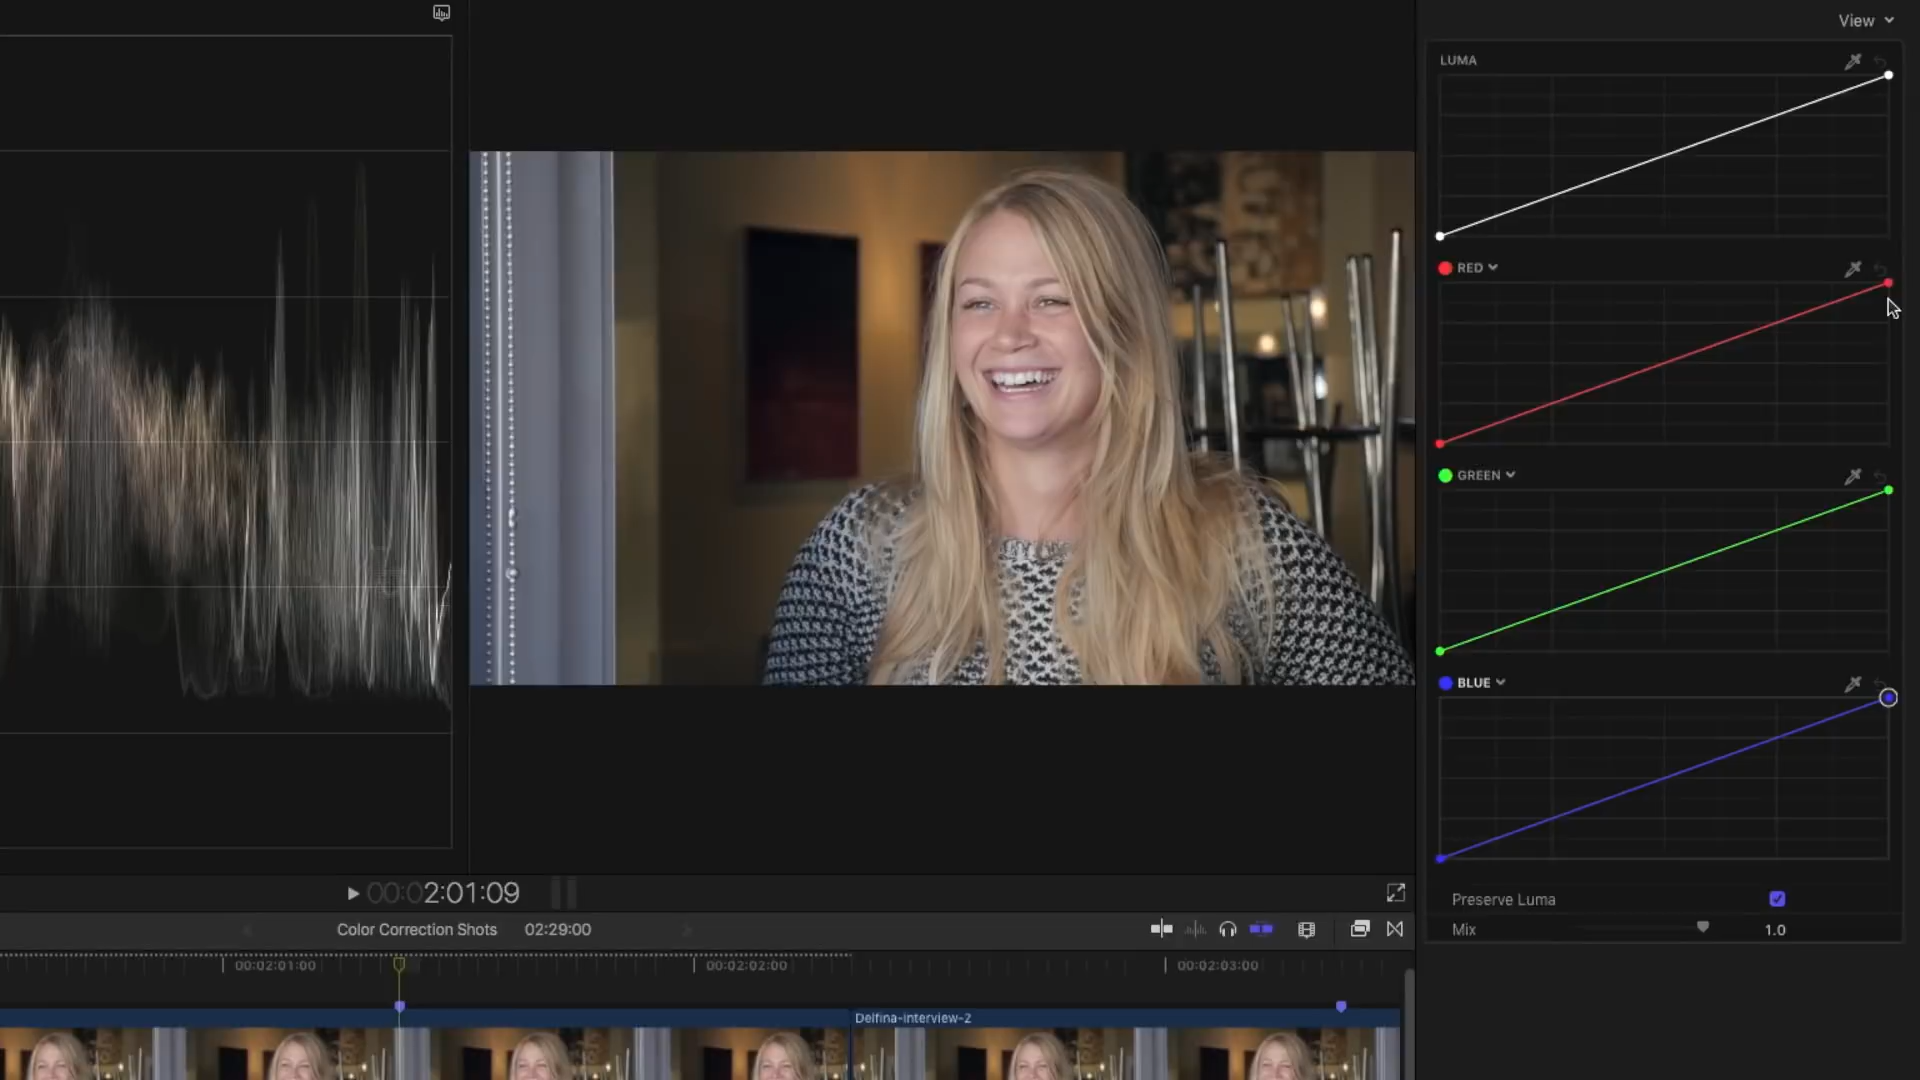 View
LUMA
RED
GREEN
BLUE
Preserve Luma
Mix 1.0
00:02:01:09
Color Correction Shots 02:29:00
00:02:01:00 00:02:02:00 00:02:03:00
Delfina-interview-2